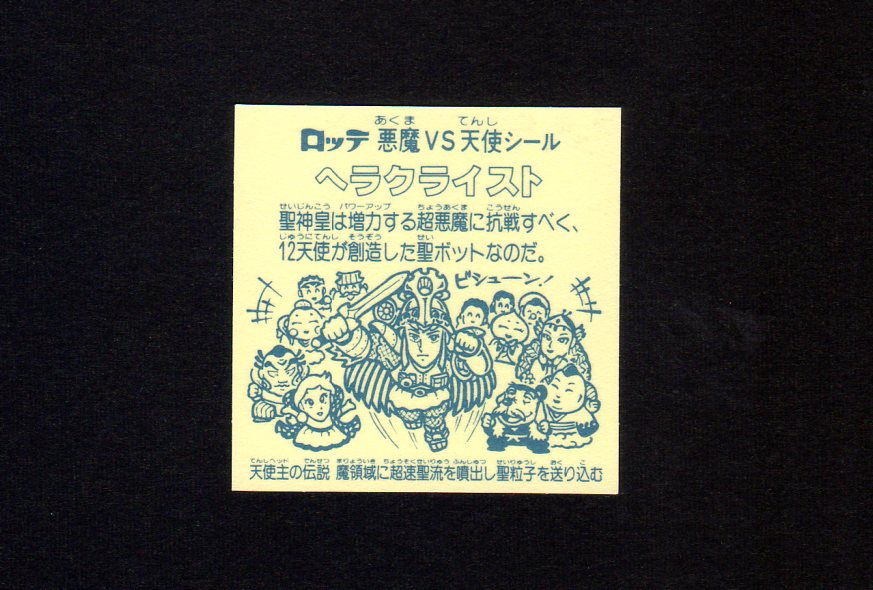 ロッテ 悪魔VS天使シール
ヘラクライスト
聖神皇は増力する超悪魔に抗戦すべく、
12天使が創造した聖ボットなのだ。
ビシューン!
天使主の伝説 魔領域に超速聖流を噴出し聖粒子を送り込む